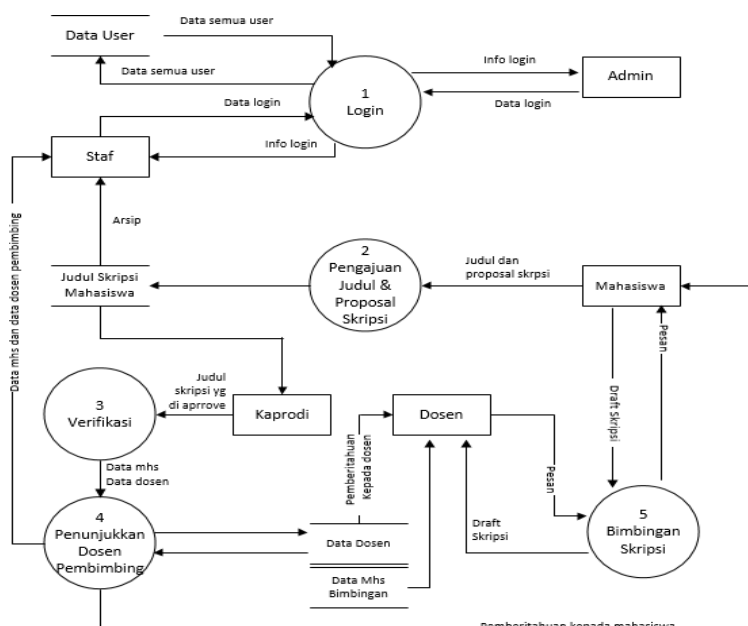 Data semua user
Data User
Data semua user
Info login
1
Login
Admin
Data login
Data login
Staf
Info login
Arsip
2
Pengajuan
Judul &
Proposal
Skripsi
Judul dan
proposal skrpsi
Judul Skripsi
Mahasiswa
Mahasiswa
Data mhs dan data dosen pembimbing
Pesan
Draft Skripsi
Judul
skripsi yg
di aprrove
3
Verifikasi
Kaprodi
Dosen
Pemberitahuan
Kepada dosen
Pesan
Data mhs
Data dosen
4
Penunjukkan
Dosen
Pembimbing
Draft
Skripsi
5
Bimbingan
Skripsi
Data Dosen
Data Mhs
Bimbingan
Pemberitahuan kepada mahasiswa